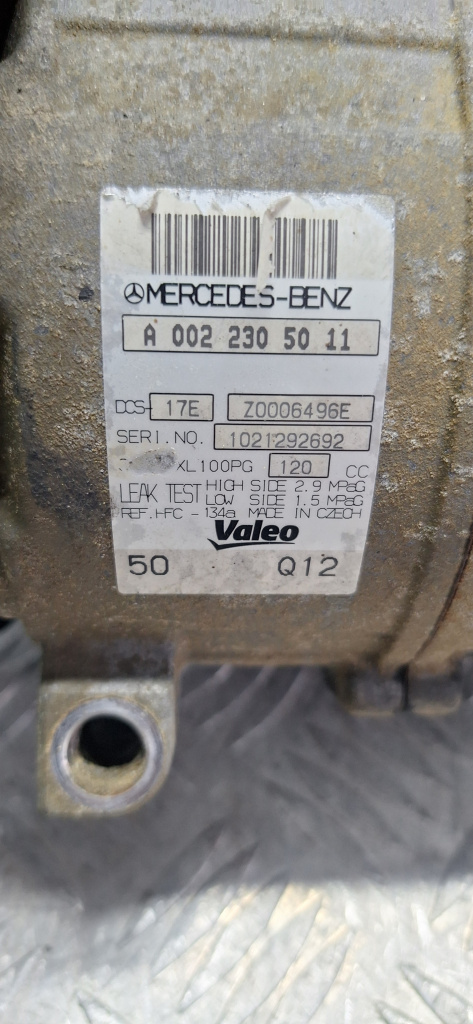 MERCEDES-BENZ
A 002 230 50 11
DCS- 17E Z0006496E
SERI.NO. 1021292692
XL100PG 120 CC
LEAK TEST HIGH SIDE 2.9 MPaG
LOW SIDE 1.5 MPaG
REF.HFC - 134a MADE IN CZECH
Valeo
50 Q12